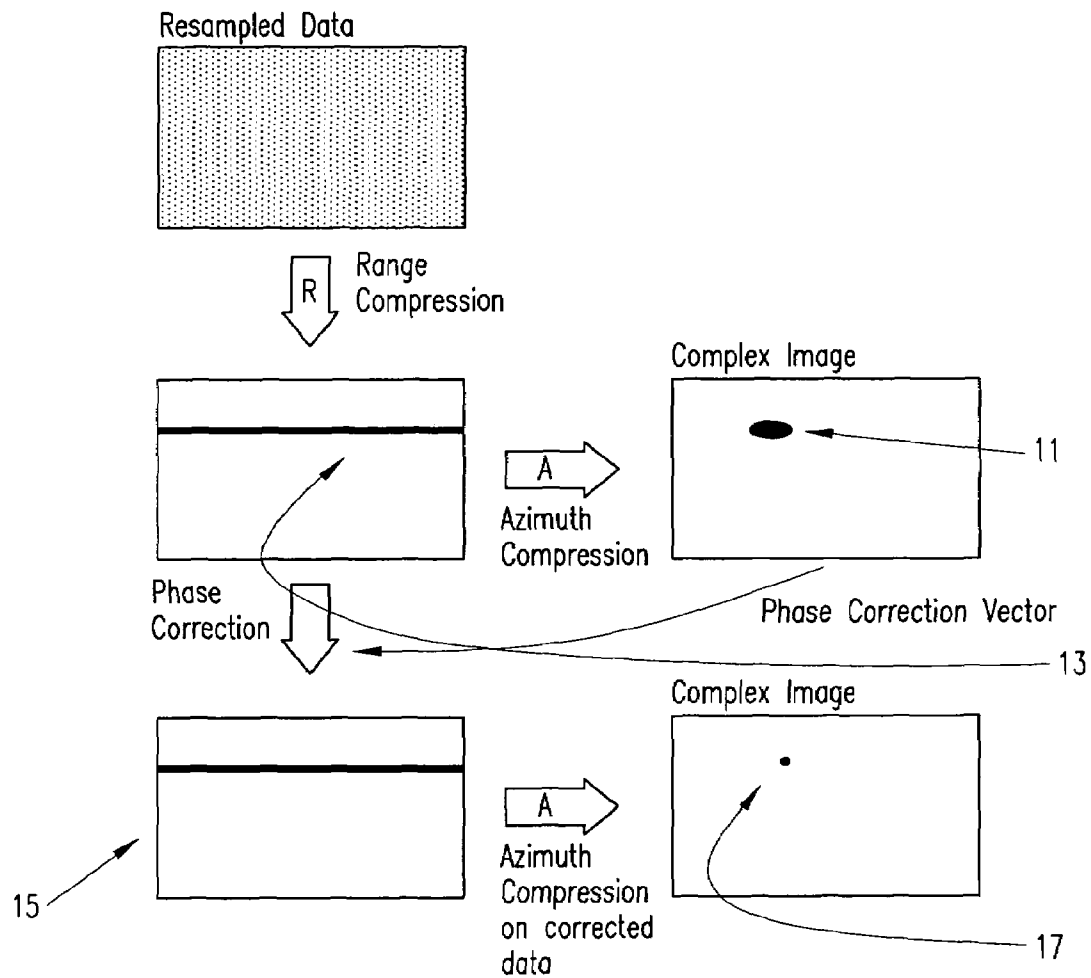 Resampled Data
R
Range
Compression
Complex Image
11
A
Azimuth
Compression
Phase
Correction
Phase Correction Vector
13
Complex Image
A
Azimuth
Compression
on corrected
data
15
17